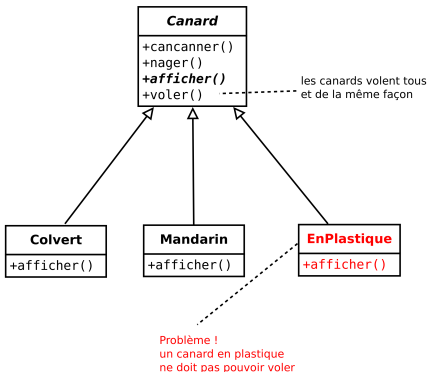 Canard
+cancanner()
+nager()
+afficher()
+voler()
les canards volent tous
et de la même façon
Colvert
+afficher()
Mandarin
+afficher()
EnPlastique
+afficher()
Problème !
un canard en plastique
ne doit pas pouvoir voler